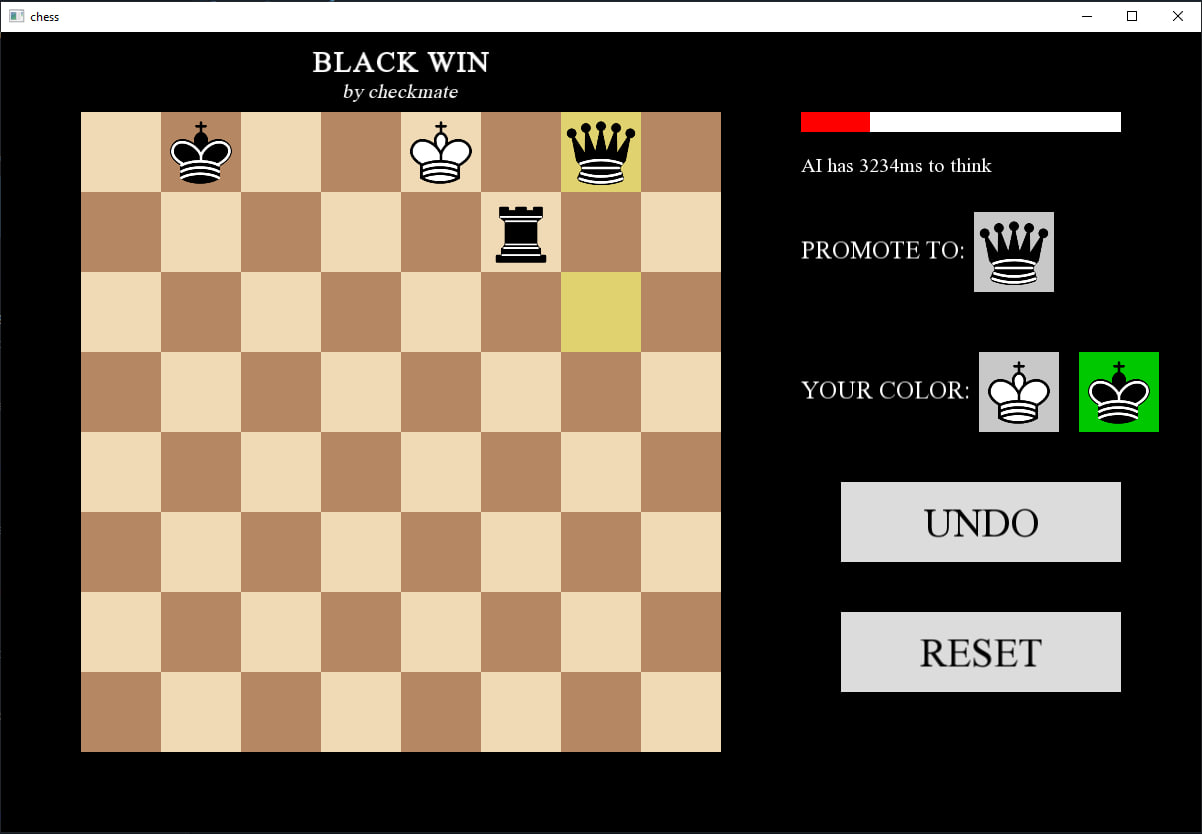 chess
BLACK WIN
by checkmate
AI has 3234ms to think
PROMOTE TO:
YOUR COLOR:
UNDO
RESET